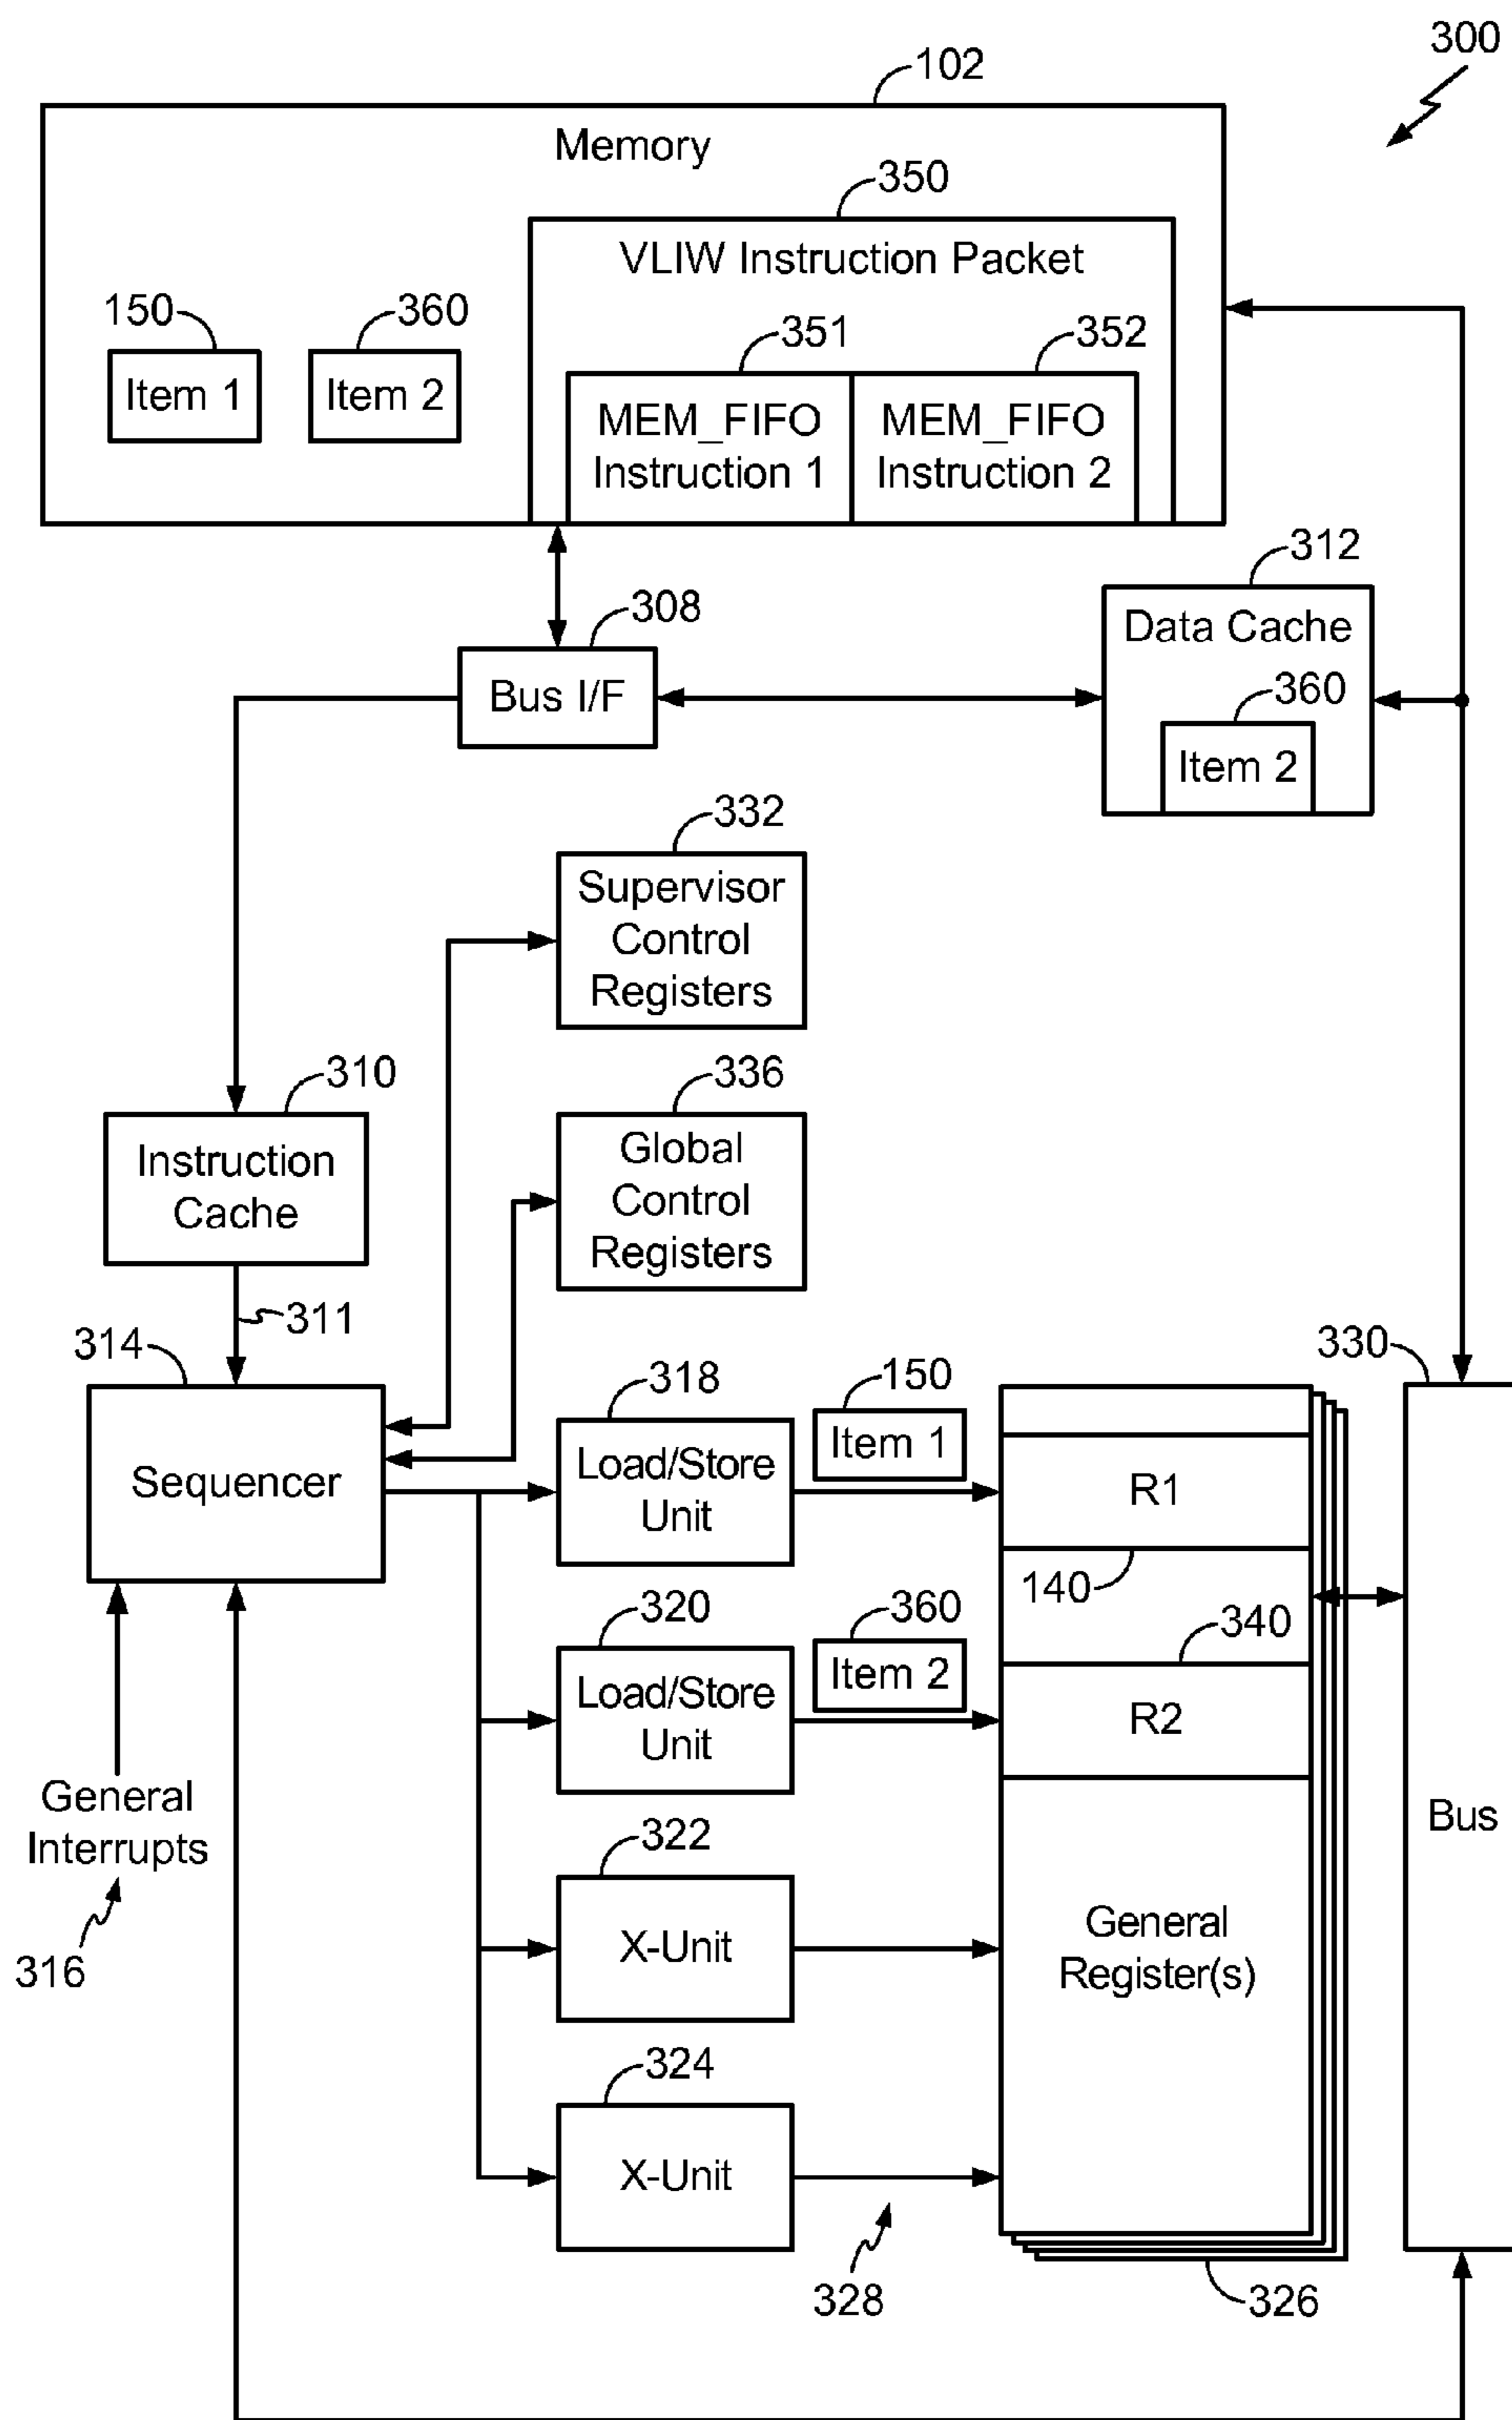 300
102
Memory
350
VLIW Instruction Packet
150
360
351
352
Item 1
Item 2
MEM_FIFO
Instruction 1
MEM_FIFO
Instruction 2
312
308
Data Cache
Bus I/F
360
Item 2
332
Supervisor
Control
Registers
310
336
Instruction
Cache
Global
Control
Registers
311
314
330
318
150
Sequencer
Load/Store
Unit
Item 1
R1
140
320
360
340
Load/Store
Unit
Item 2
R2
General
Interrupts
316
Bus
322
X-Unit
General
Register(s)
324
X-Unit
328
326